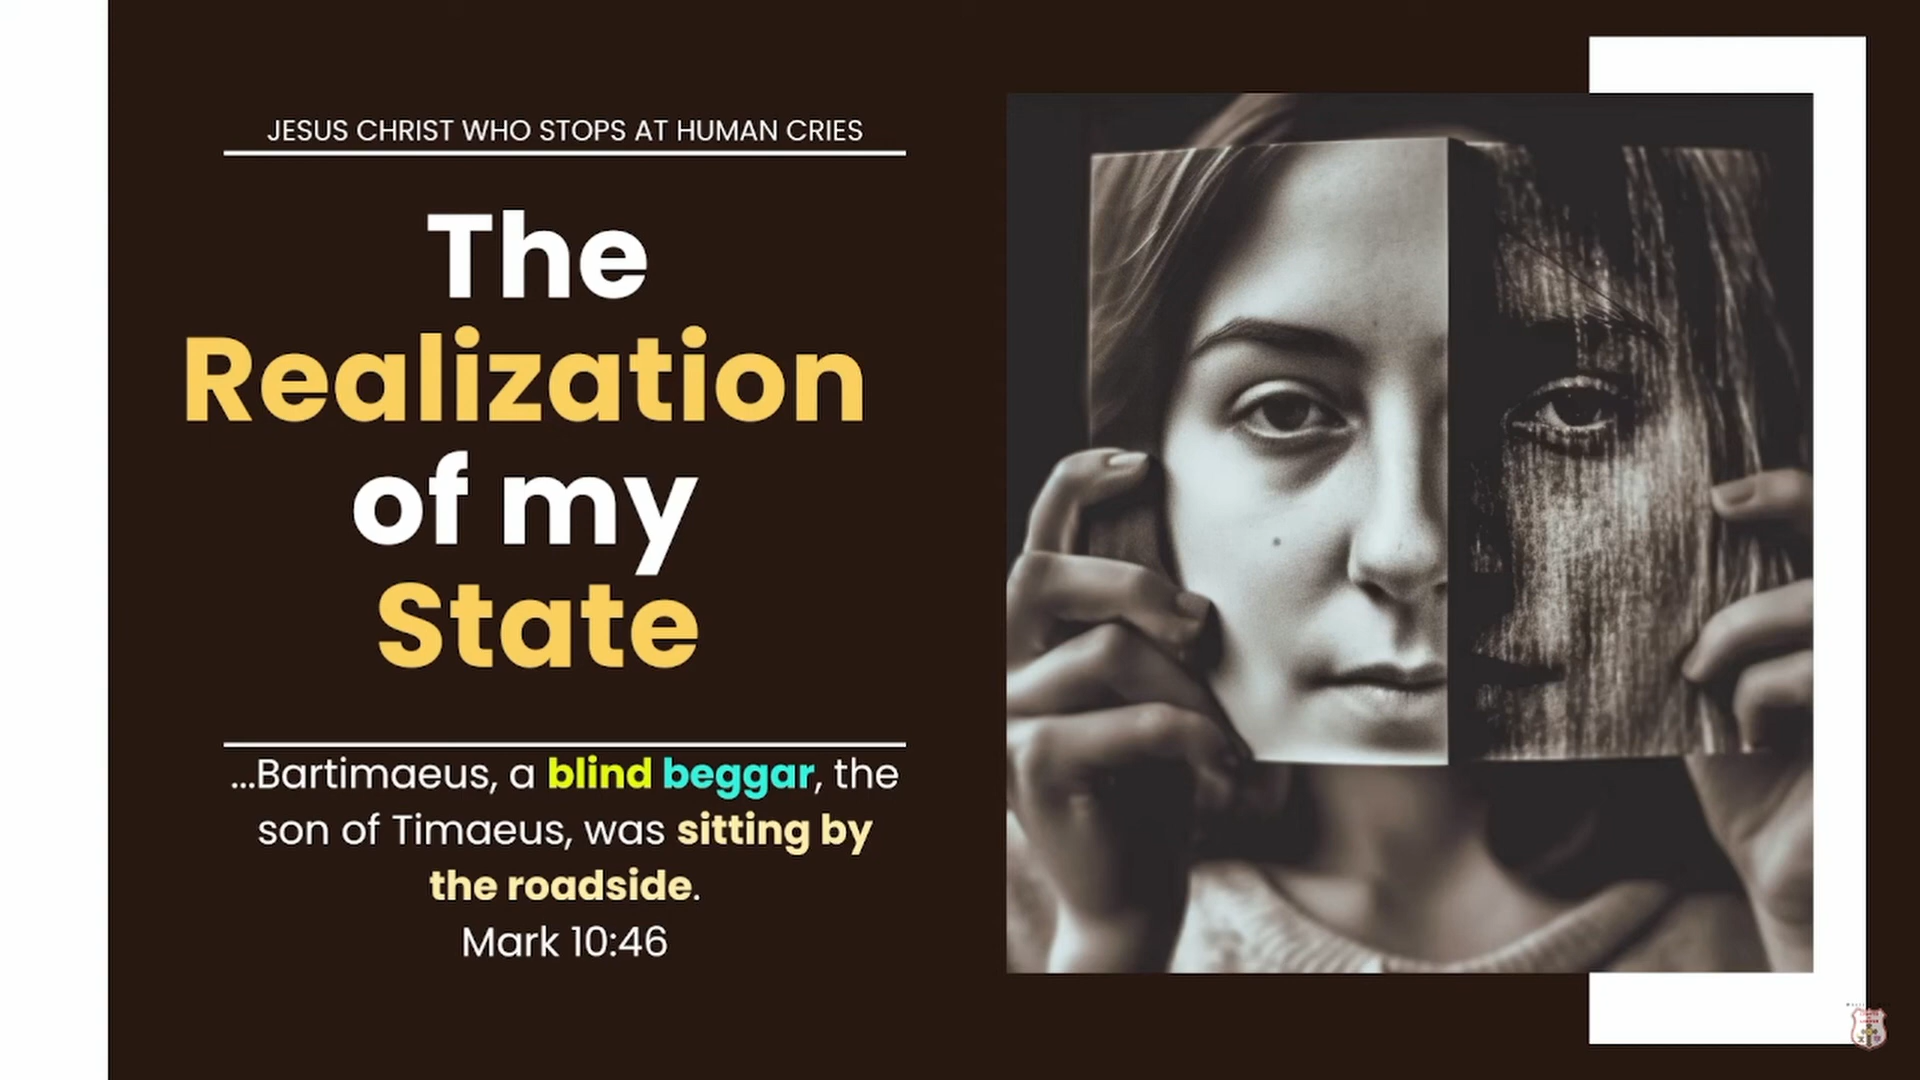 JESUS CHRIST WHO STOPS AT HUMAN CRIES
The
Realization
of my
State
...Bartimaeus, a blind beggar, the
son of Timaeus, was sitting by
the roadside.
Mark 10:46